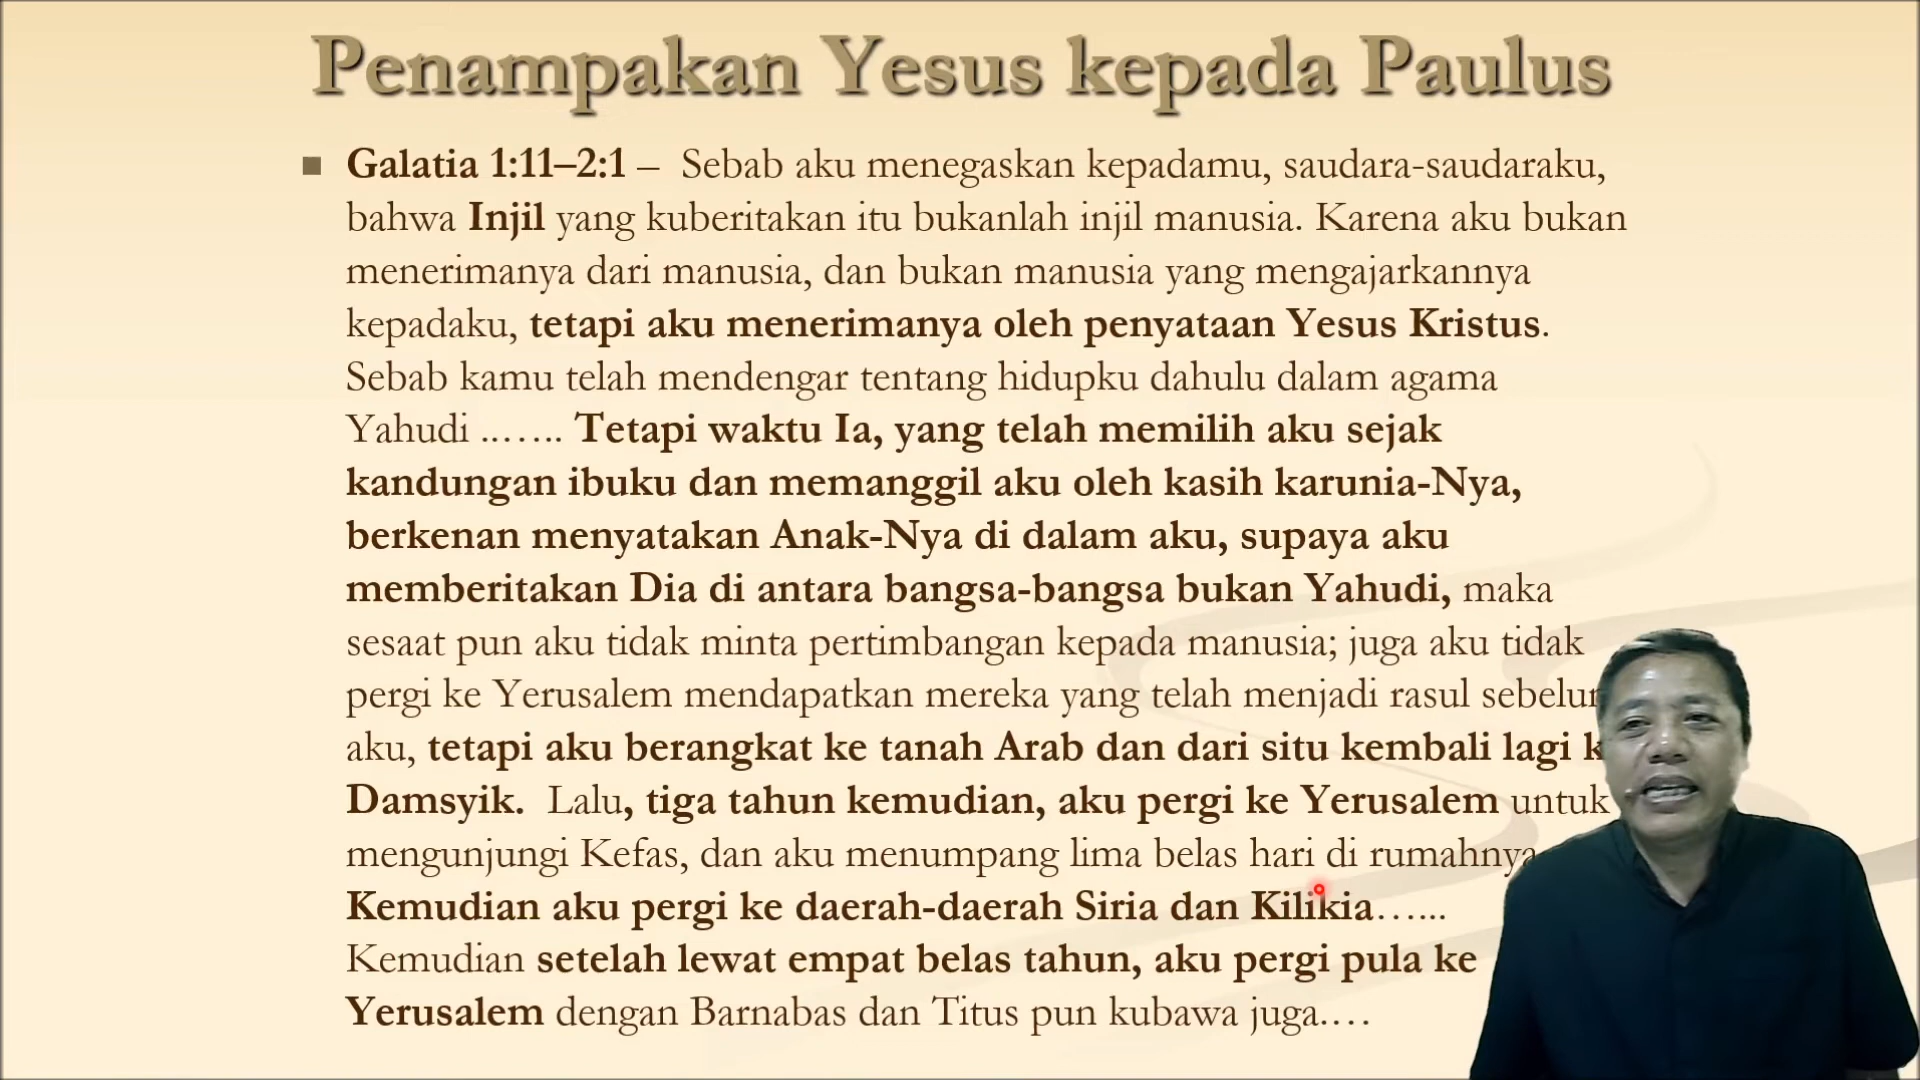 Penampakan Yesus kepada Paulus
Galatia 1:11–2:1 – Sebab aku menegaskan kepadamu, saudara-saudaraku,
bahwa Injil yang kuberitakan itu bukanlah injil manusia. Karena aku bukan
menerimanya dari manusia, dan bukan manusia yang mengajarkannya
kepadaku, tetapi aku menerimanya oleh penyataan Yesus Kristus.
Sebab kamu telah mendengar tentang hidupku dahulu dalam agama
Yahudi ..….. Tetapi waktu Ia, yang telah memilih aku sejak
kandungan ibuku dan memanggil aku oleh kasih karunia-Nya,
berkenan menyatakan Anak-Nya di dalam aku, supaya aku
memberitakan Dia di antara bangsa-bangsa bukan Yahudi, maka
sesaat pun aku tidak minta pertimbangan kepada manusia; juga aku tidak
pergi ke Yerusalem mendapatkan mereka yang telah menjadi rasul
aku, tetapi aku berangkat ke tanah Arab dan dari situ kembali lagi
Damsyik. Lalu, tiga tahun kemudian, aku pergi ke Yerusalem untuk
mengunjungi Kefas, dan aku menumpang lima belas hari di rumahnya
Kemudian aku pergi ke daerah-daerah Siria dan Kilikia…...
Kemudian setelah lewat empat belas tahun, aku pergi pula ke
Yerusalem dengan Barnabas dan Titus pun kubawa juga.…